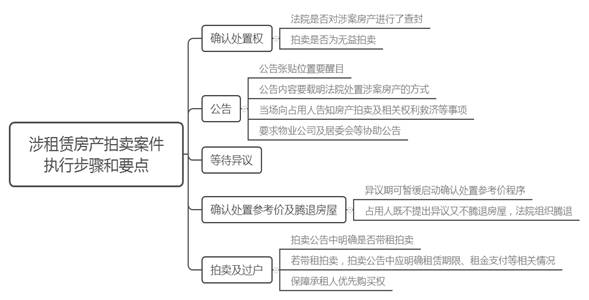 涉租赁房产拍卖案件
执行步骤和要点
确认处置权
法院是否对涉案房产进行了查封
拍卖是否为无益拍卖
公告
公告张贴位置要醒目
公告内容要载明法院处置涉案房产的方式
当场向占用人告知房产拍卖及相关权利救济等事项
要求物业公司及居委会等协助公告
等待异议
确认处置参考价及腾退房屋
异议期可暂缓启动确认处置参考价程序
占用人既不提出异议又不腾退房屋，法院组织腾退
拍卖及过户
拍卖公告中明确是否带租拍卖
若带租拍卖，拍卖公告中应明确租赁期限、租金支付等相关情况
保障承租人优先购买权